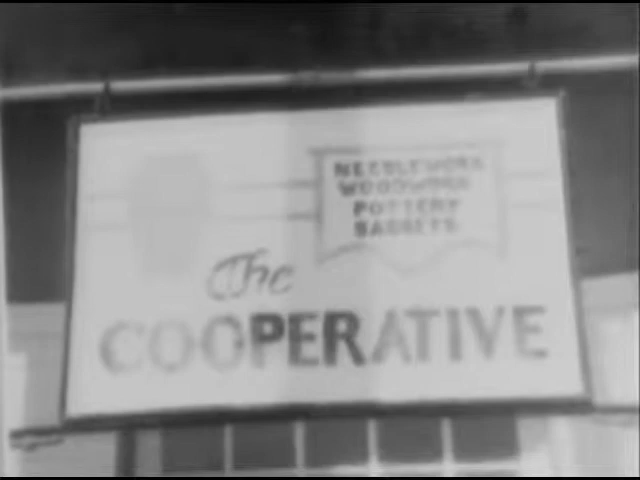 NEEDLEWORK
WOODWORK
POTTERY
BASKETS
The
COOPERATIVE